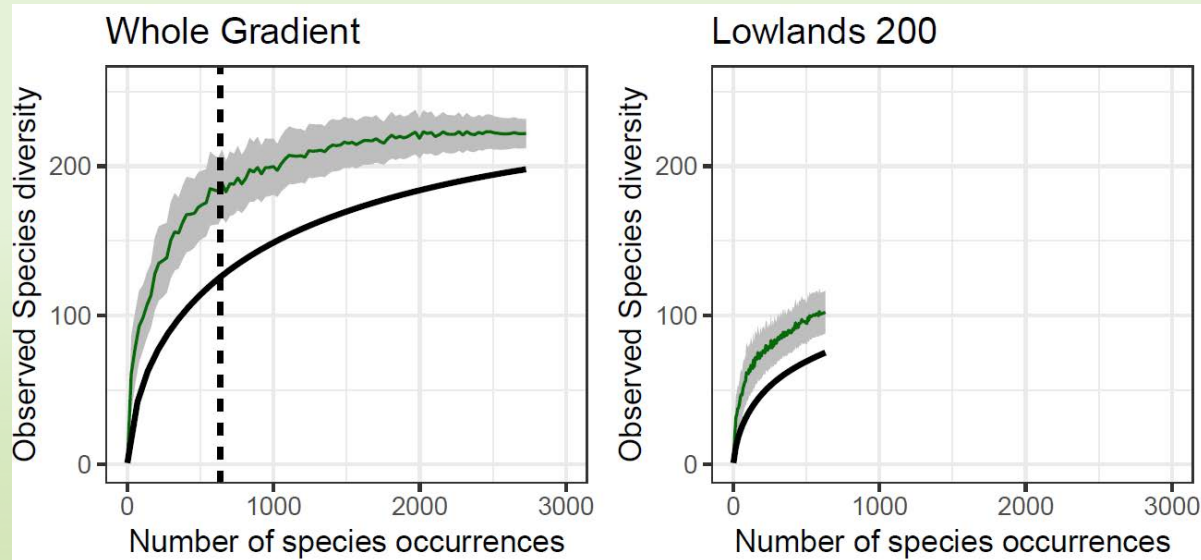 Whole Gradient
Observed Species diversity
200
100
0
0 1000 2000 3000
Number of species occurrences
Lowlands 200
Observed Species diversity
200
100
0
0 1000 2000 3000
Number of species occurrences